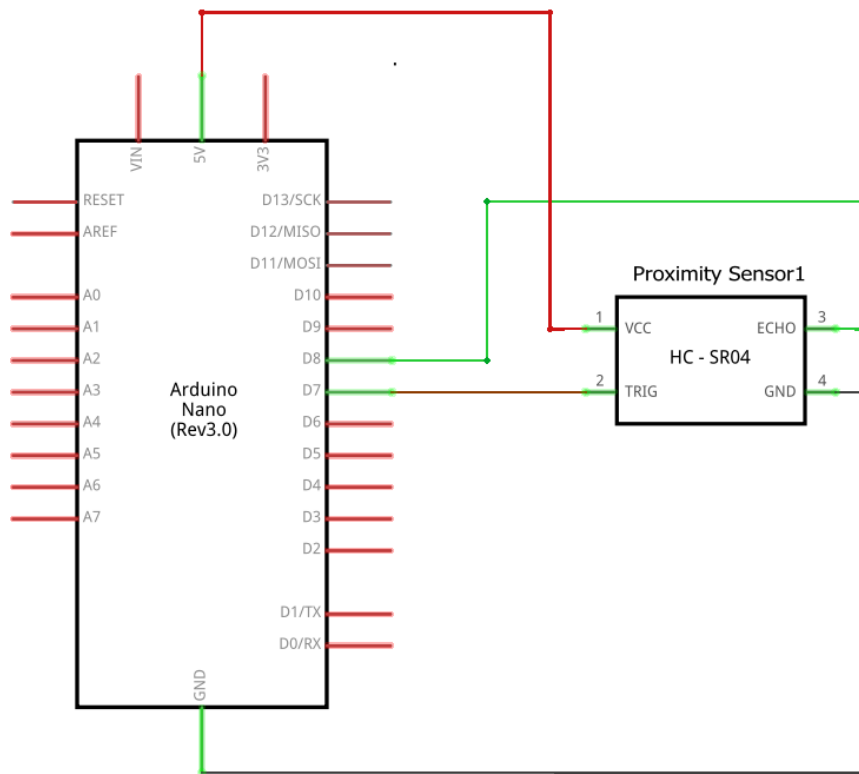 VIN
5V
3V3
RESET
AREF
A0
A1
A2
A3
A4
A5
A6
A7
D13/SCK
D12/MISO
D11/MOSI
D10
D9
D8
D7
D6
D5
D4
D3
D2
D1/TX
D0/RX
GND
Arduino
Nano
(Rev3.0)
Proximity Sensor1
1
VCC
ECHO
3
HC - SR04
2
TRIG
GND
4